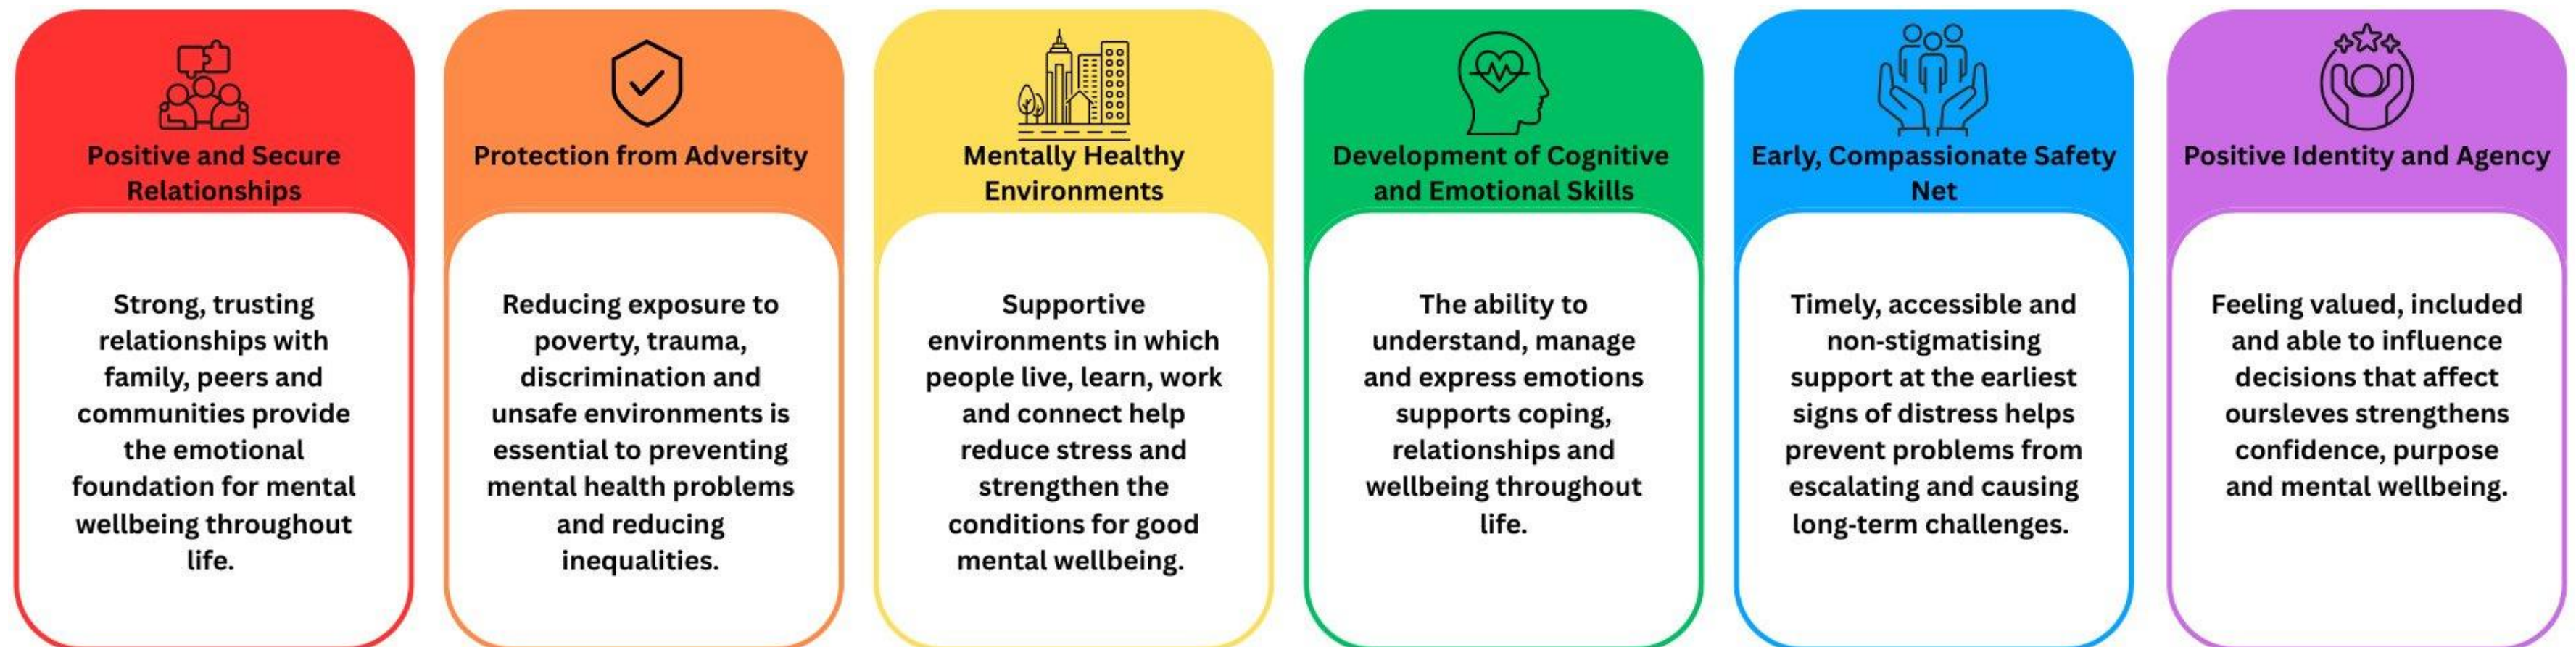 Positive and Secure
Relationships
Strong, trusting
relationships with
family, peers and
communities provide
the emotional
foundation for mental
wellbeing throughout
life.
Protection from Adversity
Reducing exposure to
poverty, trauma,
discrimination and
unsafe environments is
essential to preventing
mental health problems
and reducing
inequalities.
Mentally Healthy
Environments
Supportive
environments in which
people live, learn, work
and connect help
reduce stress and
strengthen the
conditions for good
mental wellbeing.
Development of Cognitive
and Emotional Skills
The ability to
understand, manage
and express emotions
supports coping,
relationships and
wellbeing throughout
life.
Early, Compassionate Safety
Net
Timely, accessible and
non-stigmatising
support at the earliest
signs of distress helps
prevent problems from
escalating and causing
long-term challenges.
Positive Identity and Agency
Feeling valued, included
and able to influence
decisions that affect
oursleves strengthens
confidence, purpose
and mental wellbeing.